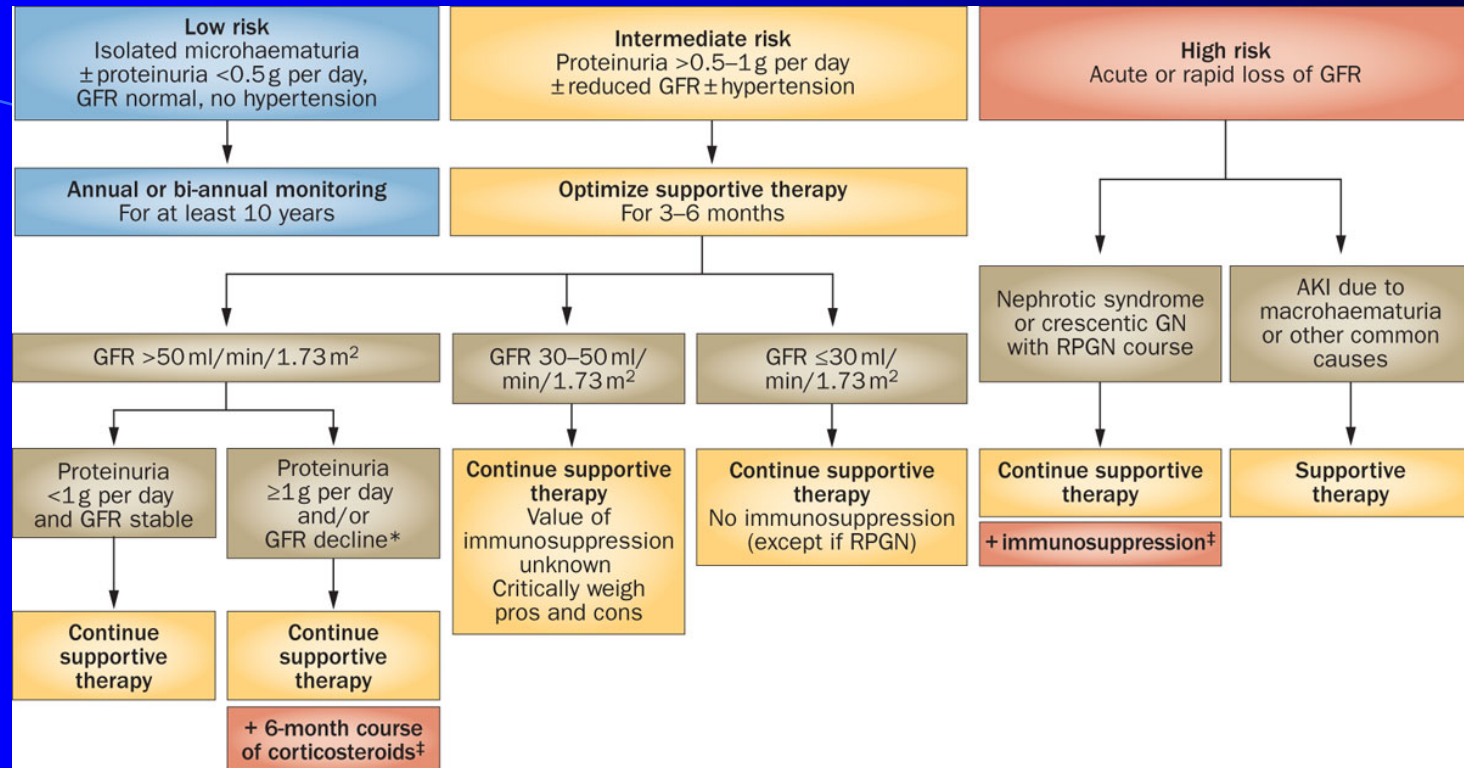 Low risk
Isolated microhaematuria
± proteinuria <0.5 g per day,
GFR normal, no hypertension
Intermediate risk
Proteinuria >0.5–1 g per day
± reduced GFR ± hypertension
High risk
Acute or rapid loss of GFR
Annual or bi-annual monitoring
For at least 10 years
Optimize supportive therapy
For 3–6 months
Nephrotic syndrome
or crescentic GN
with RPGN course
AKI due to
macrohaematuria
or other common
causes
GFR >50 ml/min/1.73 m²
GFR 30–50 ml/
min/1.73 m²
GFR ≤30 ml/
min/1.73 m²
Proteinuria
<1 g per day
and GFR stable
Proteinuria
≥1 g per day
and/or
GFR decline*
Continue supportive
therapy
Value of
immunosuppression
unknown
Critically weigh
pros and cons
Continue supportive
therapy
No immunosuppression
(except if RPGN)
Continue supportive
therapy
+ immunosuppression‡
Supportive
therapy
Continue
supportive
therapy
Continue
supportive
therapy
+ 6-month course
of corticosteroids‡